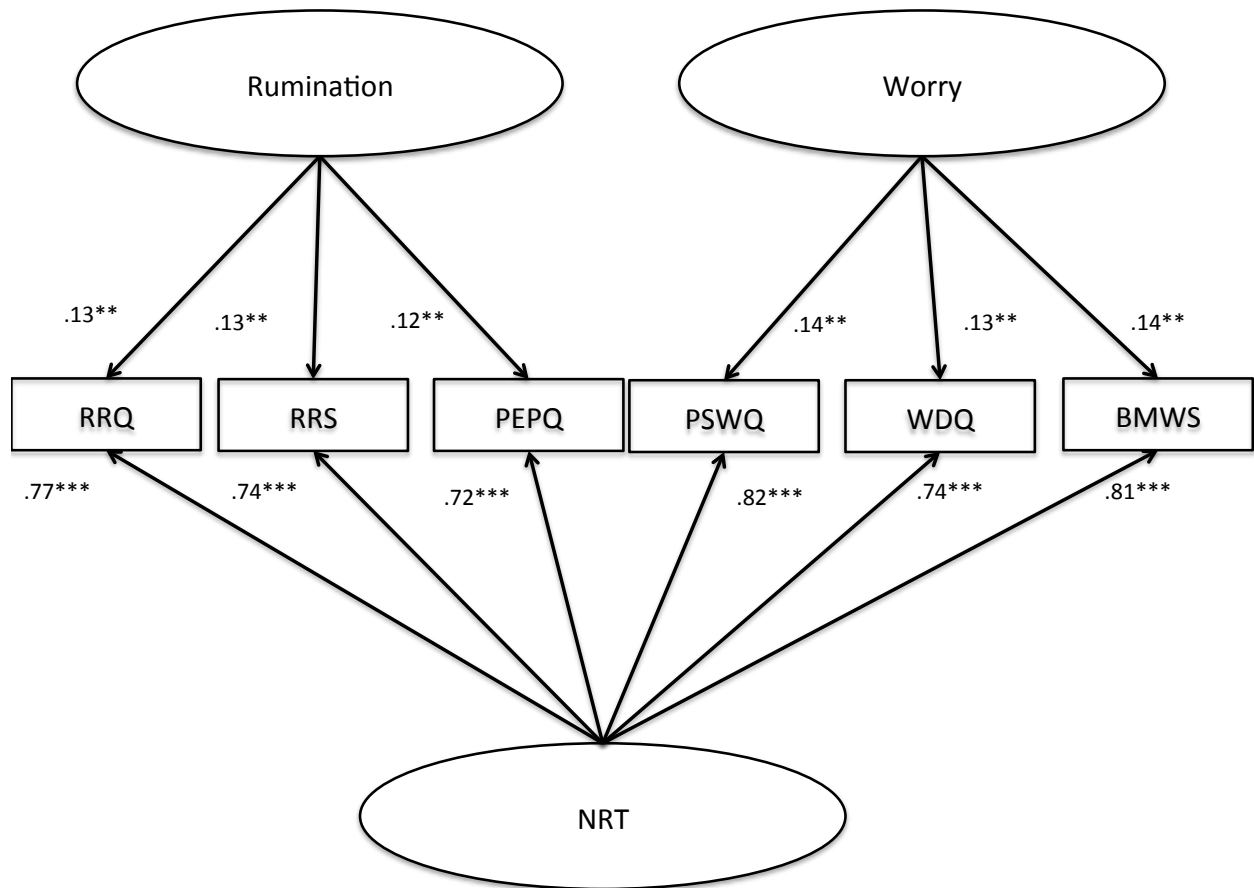 Rumination
Worry
.13**
.13**
.12**
.14**
.13**
.14**
RRQ
RRS
PEPQ
PSWQ
WDQ
BMWS
.77***
.74***
.72***
.82***
.74***
.81***
NRT